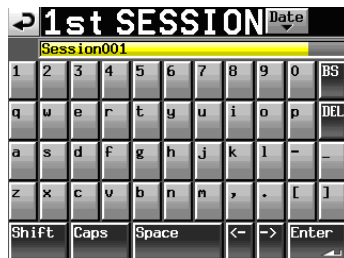 1st SESSION Date
Session001
1 2 3 4 5 6 7 8 9 0 BS
q w e r t y u i o p DEL
a s d f g h j k l - _
z x c v b n m , . [ ]
Shift Caps Space <- -> Enter